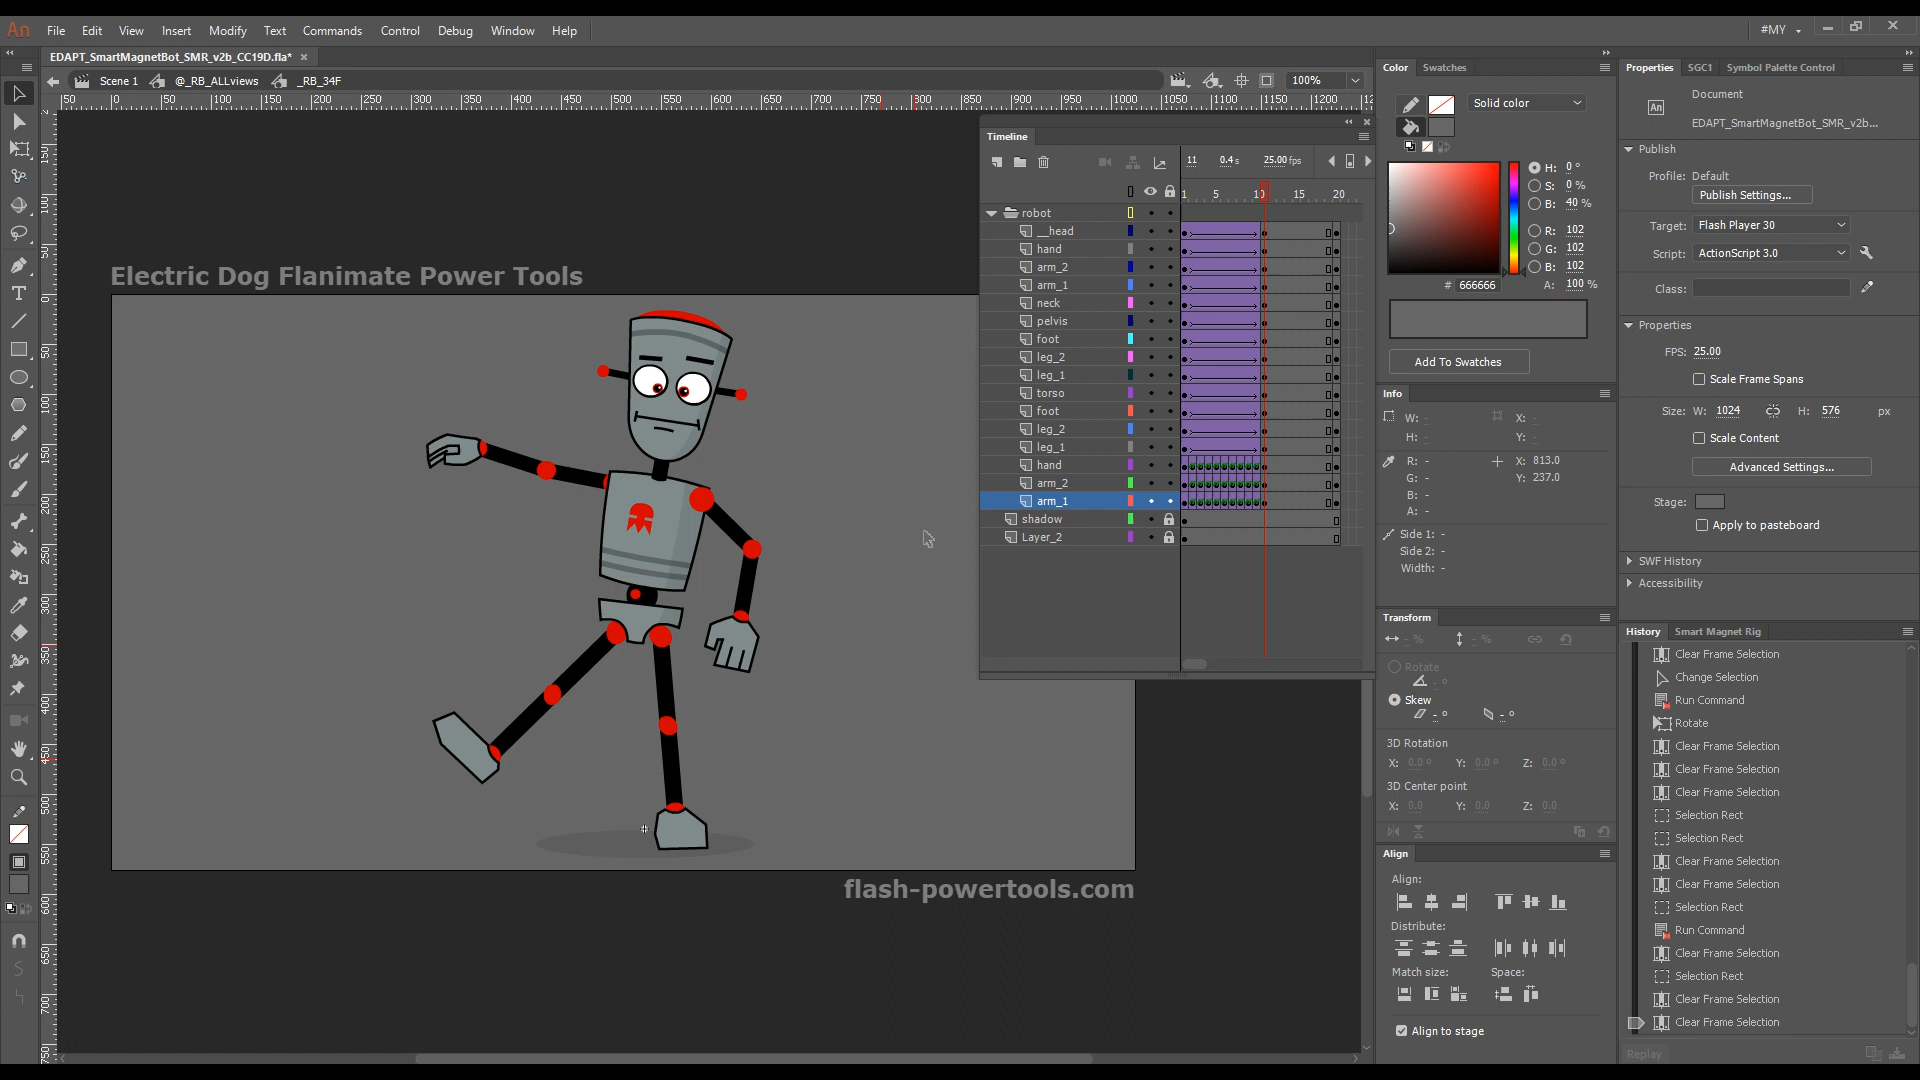 An File Edit View Insert Modify Text Commands Control Debug Window Help
#MY
EDAPT_SmartMagnetBot_SMR_v2b_CC19D.fla*
Scene 1 @_RB_ALLviews _RB_34F
100%
Electric Dog Flanimate Power Tools
flash-powertools.com
Timeline
11 0.4 s 25.00 fps
1 5 10 15 20
robot
__head
hand
arm_2
arm_1
neck
pelvis
foot
leg_2
leg_1
torso
foot
leg_2
leg_1
hand
arm_2
arm_1
shadow
Layer_2
Color Swatches
Solid color
H: 0 °
S: 0 %
B: 40 %
R: 102
G: 102
B: 102
# 666666
A: 100 %
Add To Swatches
Info
W: - X: -
H: - Y: -
R: - X: 813.0
G: - Y: 237.0
B: -
A: -
Side 1: -
Side 2: -
Width: -
Transform
- % - %
Rotate
- °
Skew
- ° - °
3D Rotation
X: 0.0 ° Y: 0.0 ° Z: 0.0 °
3D Center point
X: 0.0 Y: 0.0 Z: 0.0
Align
Align:
Distribute:
Match size: Space:
Align to stage
Properties SGC1 Symbol Palette Control
An
Document
EDAPT_SmartMagnetBot_SMR_v2b...
Publish
Profile: Default
Publish Settings...
Target: Flash Player 30
Script: ActionScript 3.0
Class:
Properties
FPS: 25.00
Scale Frame Spans
Size: W: 1024 H: 576 px
Scale Content
Advanced Settings...
Stage:
Apply to pasteboard
SWF History
Accessibility
History Smart Magnet Rig
Clear Frame Selection
Change Selection
Run Command
Rotate
Clear Frame Selection
Clear Frame Selection
Clear Frame Selection
Selection Rect
Selection Rect
Clear Frame Selection
Clear Frame Selection
Selection Rect
Run Command
Clear Frame Selection
Selection Rect
Clear Frame Selection
Clear Frame Selection
Replay